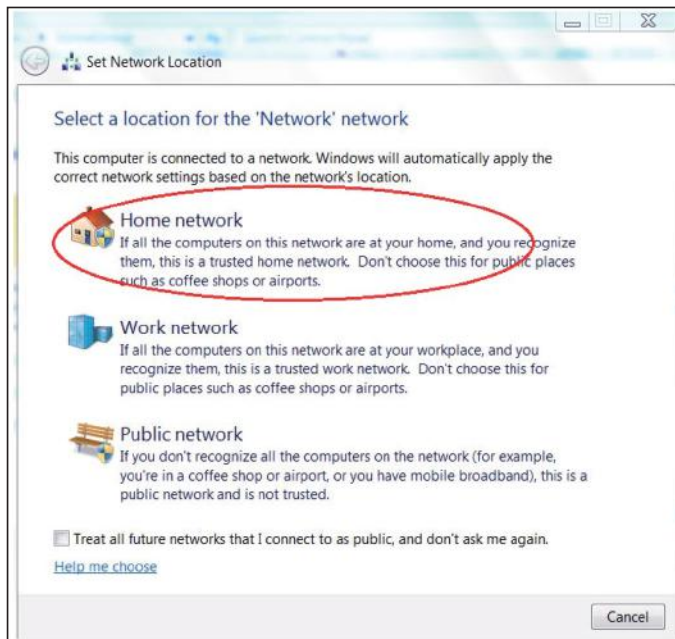 Set Network Location
Select a location for the 'Network' network
This computer is connected to a network. Windows will automatically apply the
correct network settings based on the network's location.
Home network
If all the computers on this network are at your home, and you recognize
them, this is a trusted home network. Don't choose this for public places
such as coffee shops or airports.
Work network
If all the computers on this network are at your workplace, and you
recognize them, this is a trusted work network. Don't choose this for
public places such as coffee shops or airports.
Public network
If you don't recognize all the computers on the network (for example,
you're in a coffee shop or airport, or you have mobile broadband), this is a
public network and is not trusted.
Treat all future networks that I connect to as public, and don't ask me again.
Help me choose
Cancel